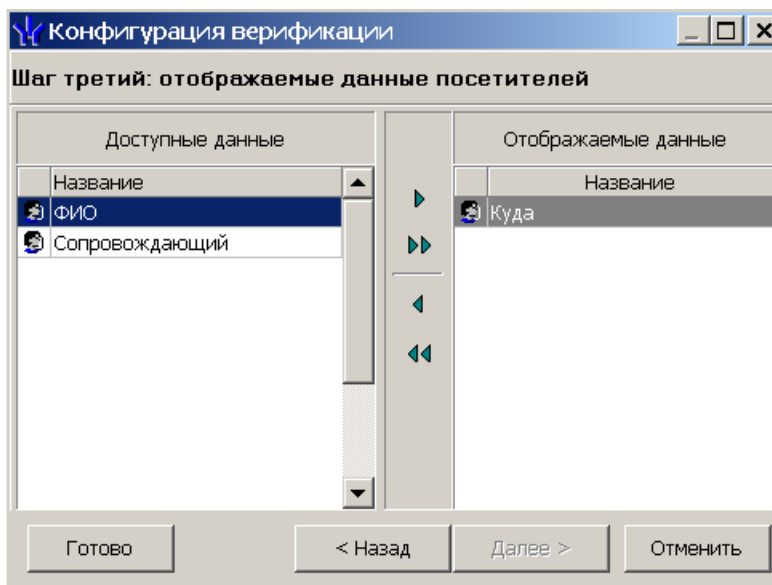 Конфигурация верификации
Шаг третий: отображаемые данные посетителей
Доступные данные
Отображаемые данные
Название
Название
ФИО
Куда
Сопровождающий
Готово
< Назад
Далее >
Отменить